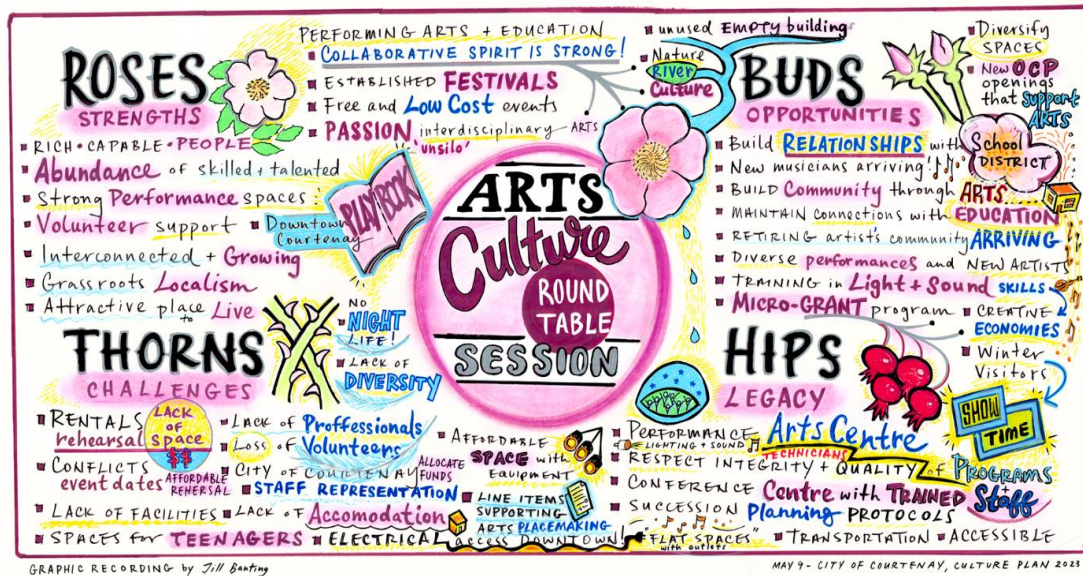 ROSES
STRENGTHS
PERFORMING ARTS + EDUCATION
COLLABORATIVE SPIRIT IS STRONG!
ESTABLISHED FESTIVALS
Free and Low Cost events
PASSION interdisciplinary ARTS
'unsilo'
RICH • CAPABLE • PEOPLE
Abundance of skilled + talented
Strong Performance spaces:
Downtown
Courtenay
PLAYBOOK
Volunteer support
Interconnected + Growing
Grassroots Localism
Attractive place
to Live
ARTS
Culture
ROUND
TABLE
SESSION
unused EMPTY buildings
Nature
River
Culture
BUDS
OPPORTUNITIES
Diversify
SPACES
New OCP
openings
that support
ARTS
Build RELATIONSHIPS with
School
DISTRICT
New musicians arriving
BUILD Community through ARTS
MAINTAIN connections with EDUCATION
RETIRING artist's community ARRIVING
Diverse performances and NEW ARTISTS
TRAINING in Light + Sound SKILLS
MICRO-GRANT program
CREATIVE
ECONOMIES
Winter
Visitors
THORNS
CHALLENGES
NO
NIGHT
LIFE!
LACK OF
DIVERSITY
RENTALS
rehearsal
LACK
OF
SPACE
$$
AFFORDABLE
REHERSAL
CONFLICTS
event dates
LACK OF FACILITIES
SPACES for TEENAGERS
LACK of Proffessionals
Loss of Volunteers
CITY OF COURTENAY
ALLOCATE
FUNDS
STAFF REPRESENTATION
LACK OF Accomodation
ELECTRICAL access DOWNTOWN!
AFFORDABLE
SPACE with
EQUIPMENT
LINE ITEMS
SUPPORTING
ARTS PLACEMAKING
HIPS
LEGACY
SHOW
TIME
PERFORMANCE Arts Centre
LIGHTING + SOUND
TECHNICIANS
RESPECT INTEGRITY + QUALITY of PROGRAMS
CONFERENCE Centre with TRAINED Staff
SUCCESSION Planning PROTOCOLS
"FLAT SPACES"
with outlets
TRANSPORTATION
ACCESSIBLE
GRAPHIC RECORDING by Jill Banting
MAY 9 - CITY OF COURTENAY, CULTURE PLAN 2023